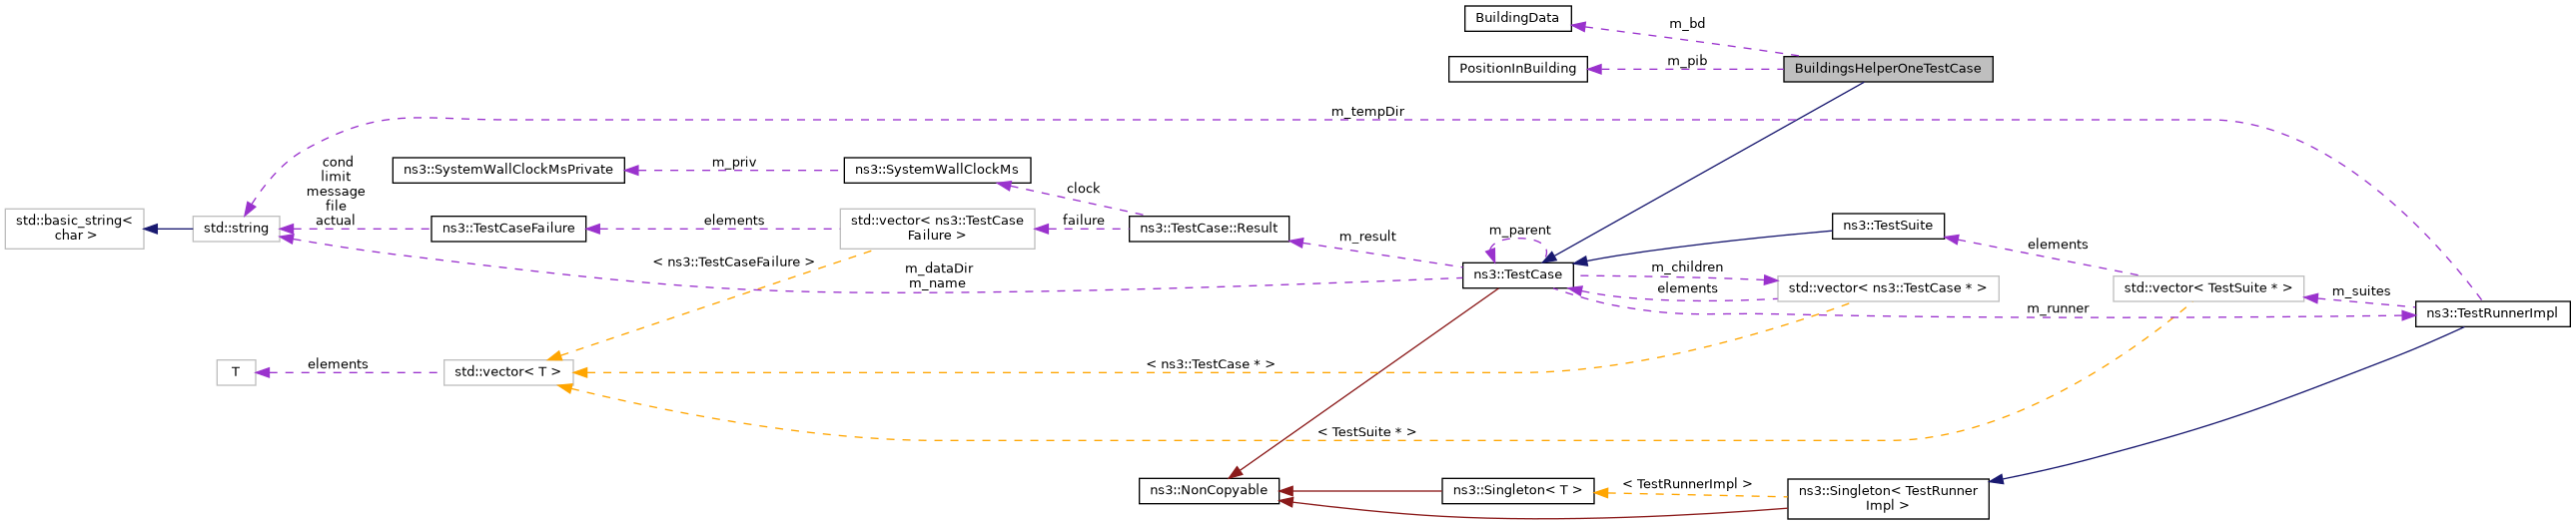 BuildingData
m_bd
PositionInBuilding
m_pib
BuildingsHelperOneTestCase
m_tempDir
cond
limit
message
file
actual
ns3::SystemWallClockMsPrivate
m_priv
ns3::SystemWallClockMs
clock
std::basic_string<
char >
std::string
ns3::TestCaseFailure
elements
std::vector< ns3::TestCase
Failure >
failure
ns3::TestCase::Result
m_result
m_parent
ns3::TestSuite
elements
< ns3::TestCaseFailure >
m_dataDir
m_name
ns3::TestCase
m_children
elements
std::vector< ns3::TestCase * >
std::vector< TestSuite * >
m_suites
m_runner
ns3::TestRunnerImpl
T
elements
std::vector< T >
< ns3::TestCase * >
< TestSuite * >
ns3::NonCopyable
ns3::Singleton< T >
< TestRunnerImpl >
ns3::Singleton< TestRunner
Impl >